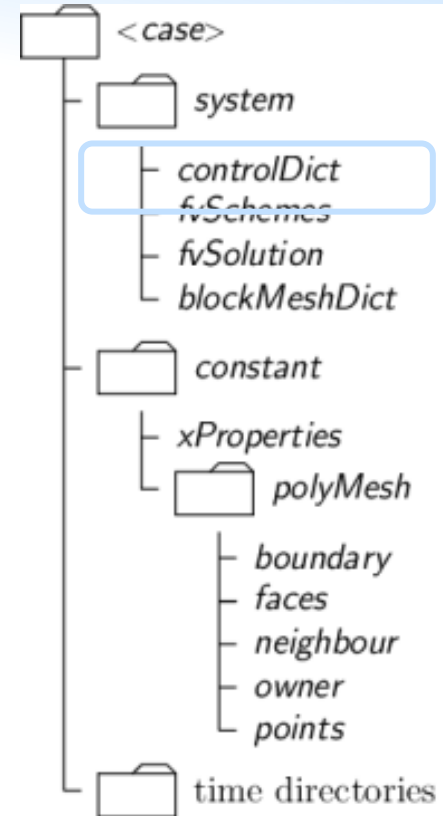 <case>
system
controlDict
fvSchemes
fvSolution
blockMeshDict
constant
xProperties
polyMesh
boundary
faces
neighbour
owner
points
time directories